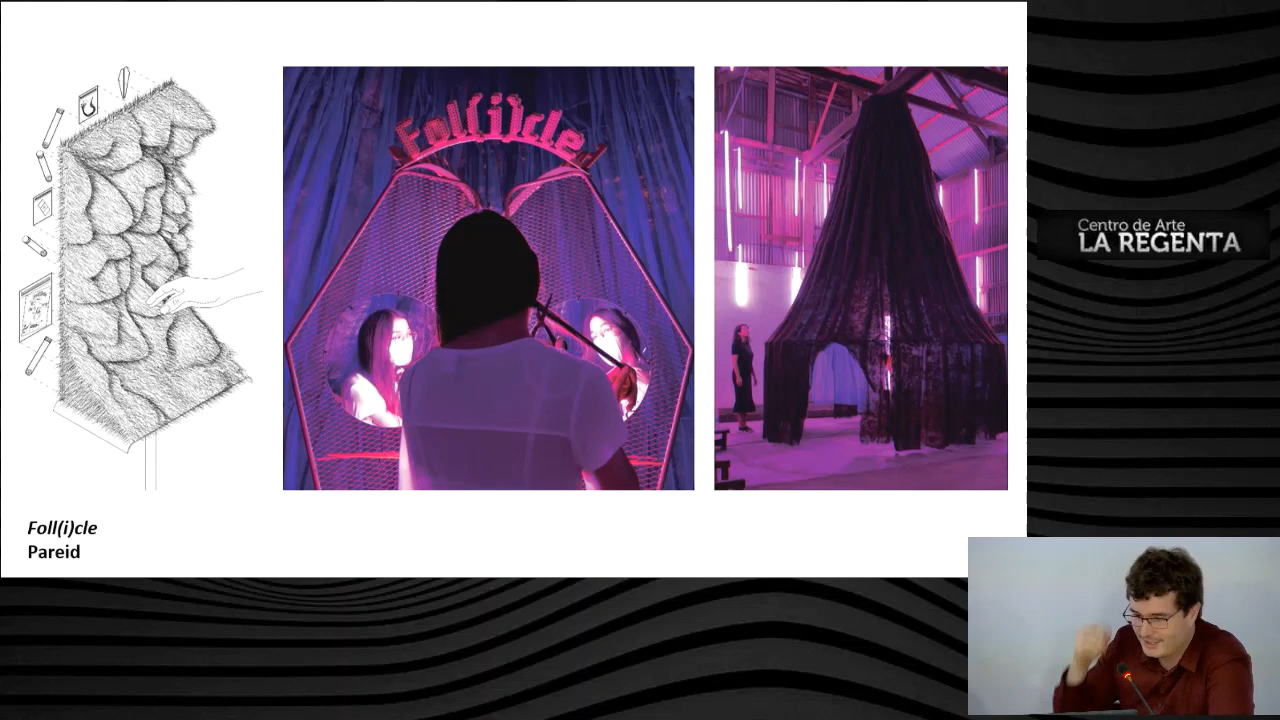 Foll(i)cle
Foll(i)cle
Pareid
Centro de Arte
LA REGENTA